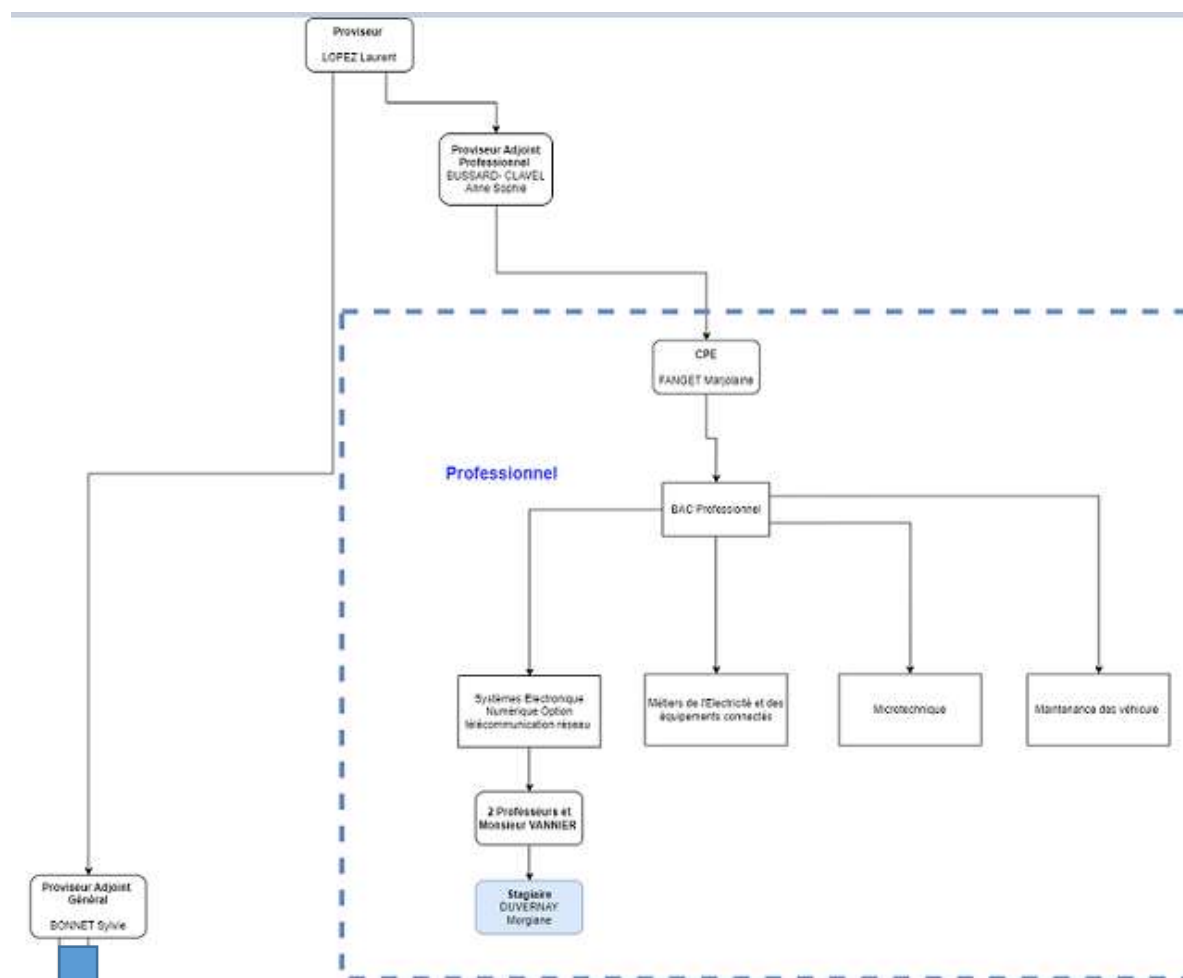 Proviseur
LOPEZ Laurent
Proviseur Adjoint
Professionnel
BUSSARD- CLAVEL
Anne Sophie
CPE
FANGET Marjolaine
Professionnel
BAC Professionnel
Systèmes Electronique
Numérique Option
télécommunication réseau
Métiers de l'Electricité et des
équipements connectés
Microtechnique
Maintenance des véhicule
2 Professeurs et
Monsieur VANNIER
Stagiaire
DUVERNAY
Morgiane
Proviseur Adjoint
Général
BONNET Sylvie